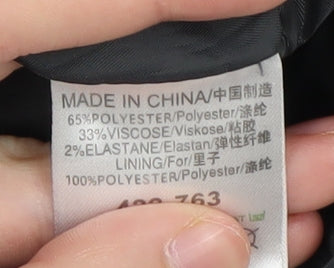 MADE IN CHINA/中国制造
65%POLYESTER/Polyester/涤纶
33%VISCOSE/Viskose/粘胶
2%ELASTANE/Elastan/弹性纤维
LINING/For/里子
100%POLYESTER/Polyester/涤纶
763